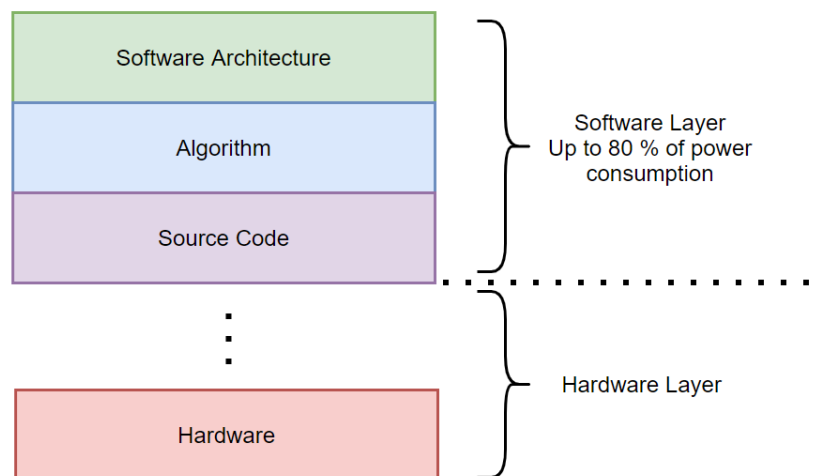 Software Architecture
Algorithm
Source Code
Software Layer
Up to 80 % of power
consumption
Hardware Layer
Hardware